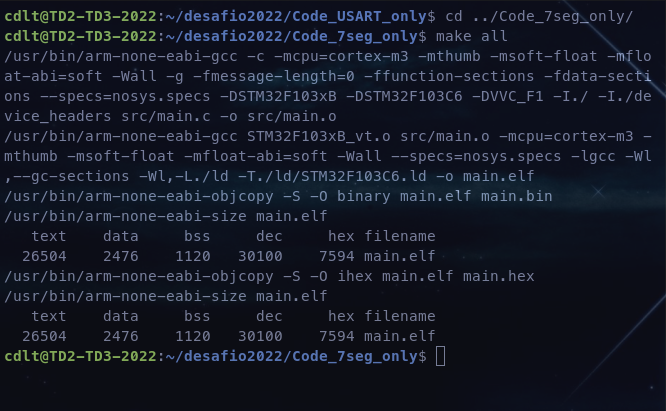 cdlt@TD2-TD3-2022:~/desafio2022/Code_USART_only$ cd ../Code_7seg_only/
cdlt@TD2-TD3-2022:~/desafio2022/Code_7seg_only$ make all
/usr/bin/arm-none-eabi-gcc -c -mcpu=cortex-m3 -mthumb -msoft-float -mflo
at-abi=soft -Wall -g -fmessage-length=0 -ffunction-sections -fdata-secti
ons --specs=nosys.specs -DSTM32F103xB -DSTM32F103C6 -DVVC_F1 -I./ -I./de
vice_headers src/main.c -o src/main.o
/usr/bin/arm-none-eabi-gcc STM32F103xB_vt.o src/main.o -mcpu=cortex-m3 -
mthumb -msoft-float -mfloat-abi=soft -Wall --specs=nosys.specs -lgcc -Wl
,--gc-sections -Wl,-L./ld -T./ld/STM32F103C6.ld -o main.elf
/usr/bin/arm-none-eabi-objcopy -S -O binary main.elf main.bin
/usr/bin/arm-none-eabi-size main.elf
   text    data     bss     dec     hex filename
  26504    2476    1120   30100    7594 main.elf
/usr/bin/arm-none-eabi-objcopy -S -O ihex main.elf main.hex
/usr/bin/arm-none-eabi-size main.elf
   text    data     bss     dec     hex filename
  26504    2476    1120   30100    7594 main.elf
cdlt@TD2-TD3-2022:~/desafio2022/Code_7seg_only$